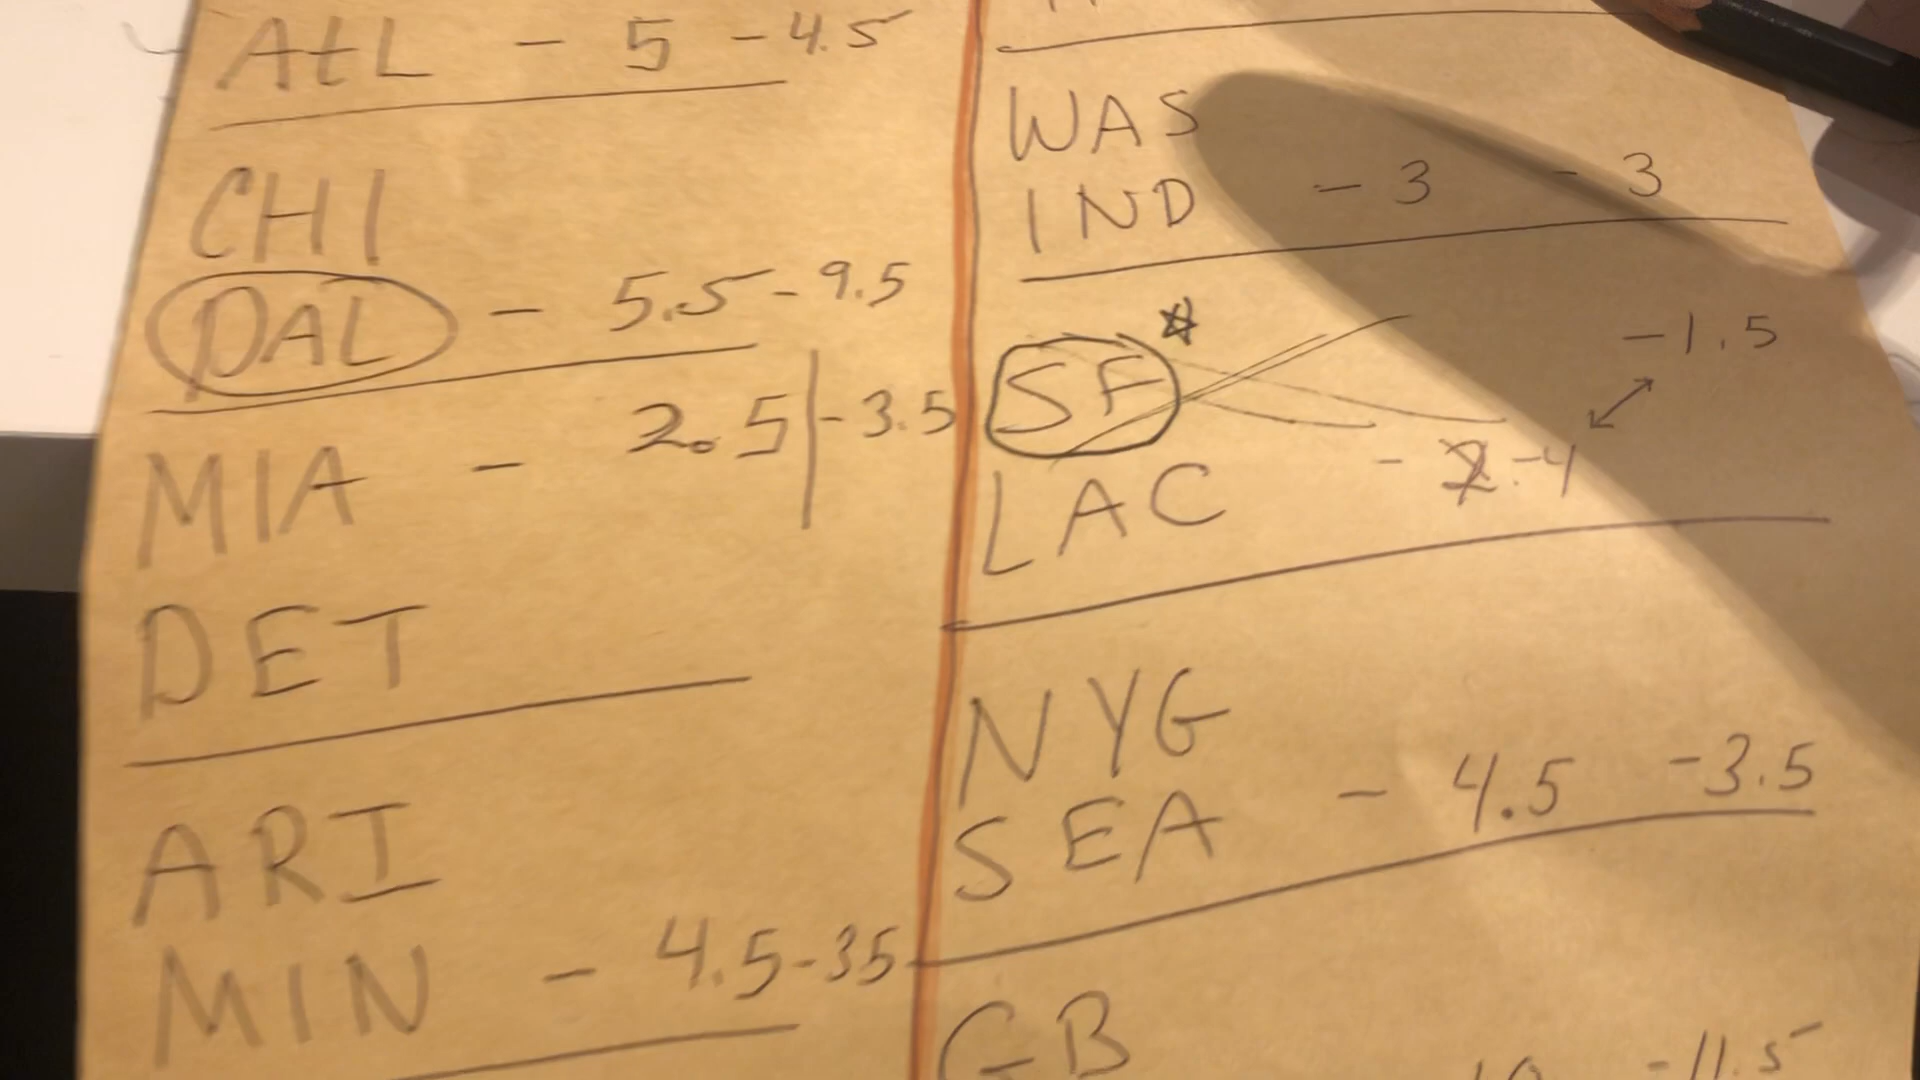 AtL - 5 -4.5
CHI
DAL - 5.5 -9.5
MIA - 2.5 -3.5
DET
ARI
MIN - 4.5 -35
WAS
IND - 3 - 3
SF -1.5
LAC - -4
NYG
SEA - 4.5 -3.5
GB
-11.5